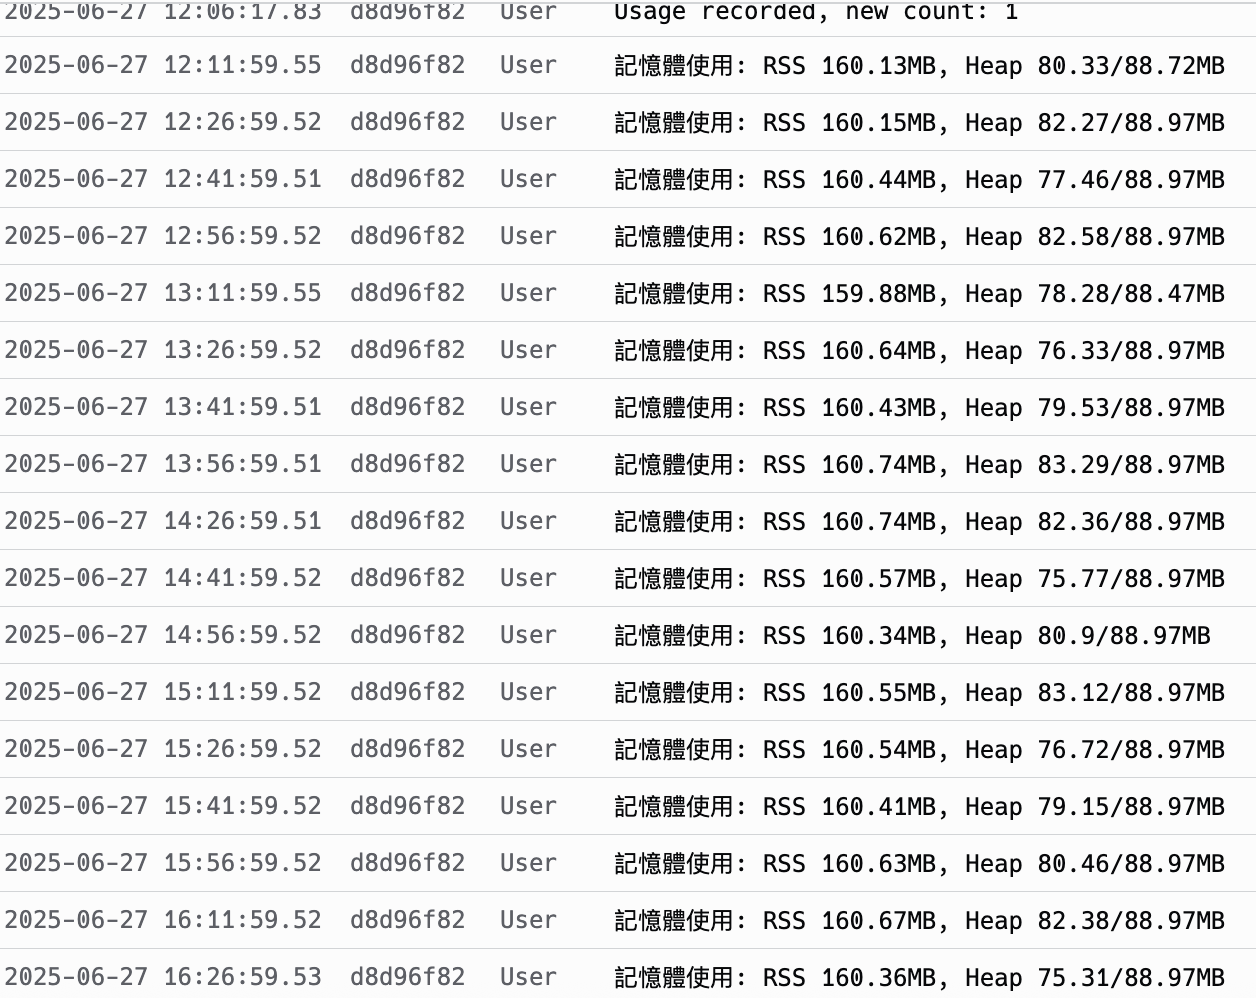 2025-06-27 12:06:17.83 d8d96f82 User Usage recorded, new count: 1
2025-06-27 12:11:59.55 d8d96f82 User 記憶體使用: RSS 160.13MB, Heap 80.33/88.72MB
2025-06-27 12:26:59.52 d8d96f82 User 記憶體使用: RSS 160.15MB, Heap 82.27/88.97MB
2025-06-27 12:41:59.51 d8d96f82 User 記憶體使用: RSS 160.44MB, Heap 77.46/88.97MB
2025-06-27 12:56:59.52 d8d96f82 User 記憶體使用: RSS 160.62MB, Heap 82.58/88.97MB
2025-06-27 13:11:59.55 d8d96f82 User 記憶體使用: RSS 159.88MB, Heap 78.28/88.47MB
2025-06-27 13:26:59.52 d8d96f82 User 記憶體使用: RSS 160.64MB, Heap 76.33/88.97MB
2025-06-27 13:41:59.51 d8d96f82 User 記憶體使用: RSS 160.43MB, Heap 79.53/88.97MB
2025-06-27 13:56:59.51 d8d96f82 User 記憶體使用: RSS 160.74MB, Heap 83.29/88.97MB
2025-06-27 14:26:59.51 d8d96f82 User 記憶體使用: RSS 160.74MB, Heap 82.36/88.97MB
2025-06-27 14:41:59.52 d8d96f82 User 記憶體使用: RSS 160.57MB, Heap 75.77/88.97MB
2025-06-27 14:56:59.52 d8d96f82 User 記憶體使用: RSS 160.34MB, Heap 80.9/88.97MB
2025-06-27 15:11:59.52 d8d96f82 User 記憶體使用: RSS 160.55MB, Heap 83.12/88.97MB
2025-06-27 15:26:59.52 d8d96f82 User 記憶體使用: RSS 160.54MB, Heap 76.72/88.97MB
2025-06-27 15:41:59.52 d8d96f82 User 記憶體使用: RSS 160.41MB, Heap 79.15/88.97MB
2025-06-27 15:56:59.52 d8d96f82 User 記憶體使用: RSS 160.63MB, Heap 80.46/88.97MB
2025-06-27 16:11:59.52 d8d96f82 User 記憶體使用: RSS 160.67MB, Heap 82.38/88.97MB
2025-06-27 16:26:59.53 d8d96f82 User 記憶體使用: RSS 160.36MB, Heap 75.31/88.97MB